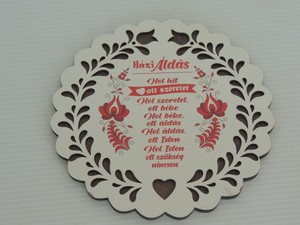 Házi Áldás
Hol hit
ott szeretet
Hol szeretet,
ott béke
Hol béke,
ott áldás
Hol áldás,
ott Isten
Hol Isten
ott szükség
nincsen